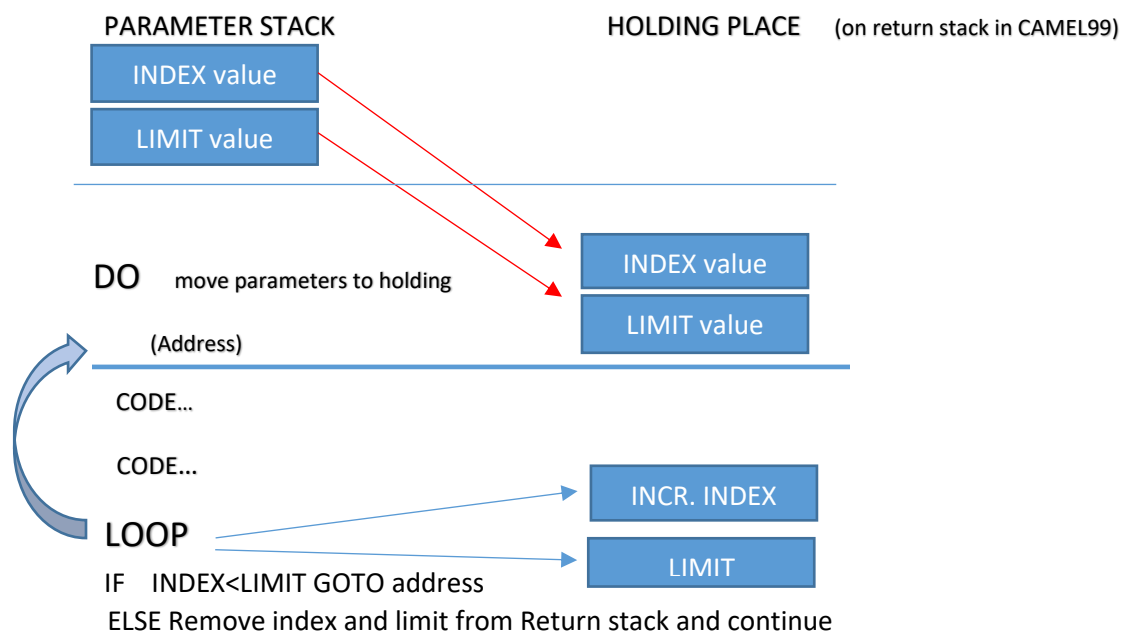 PARAMETER STACK
HOLDING PLACE (on return stack in CAMEL99)
INDEX value
LIMIT value
INDEX value
DO move parameters to holding
LIMIT value
(Address)
CODE…
CODE...
INCR. INDEX
LOOP
LIMIT
IF INDEX<LIMIT GOTO address
ELSE Remove index and limit from Return stack and continue